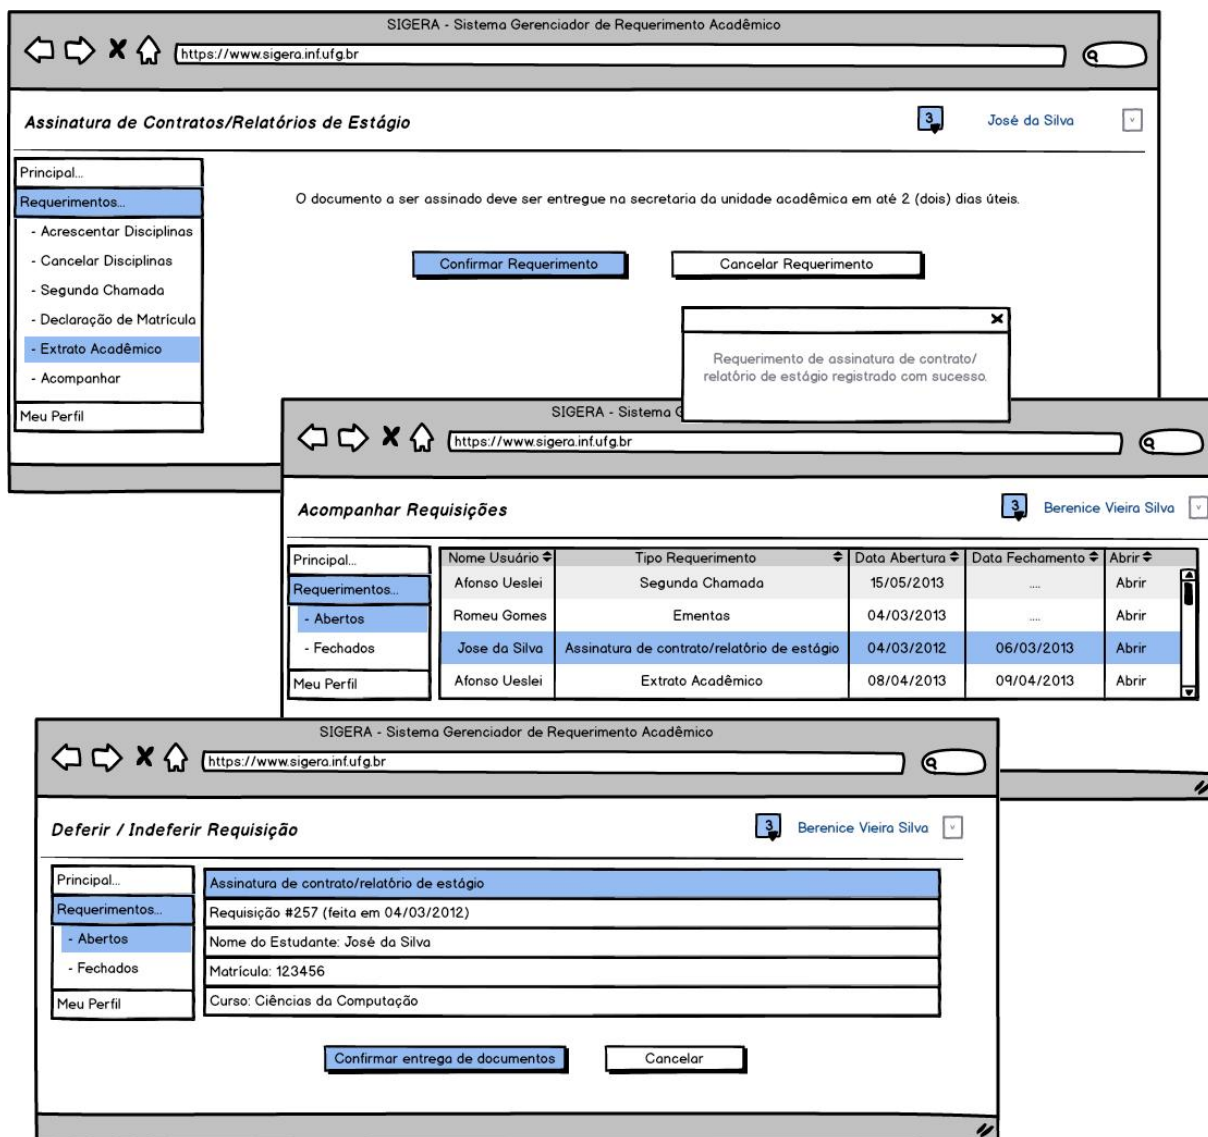 SIGERA - Sistema Gerenciador de Requerimento Acadêmico
https://www.sigera.inf.ufg.br
Assinatura de Contratos/Relatórios de Estágio
3
José da Silva
Principal...
Requerimentos...
- Acrescentar Disciplinas
- Cancelar Disciplinas
- Segunda Chamada
- Declaração de Matrícula
- Extrato Acadêmico
- Acompanhar
Meu Perfil
O documento a ser assinado deve ser entregue na secretaria da unidade acadêmica em até 2 (dois) dias úteis.
Confirmar Requerimento
Cancelar Requerimento
Requerimento de assinatura de contrato/
relatório de estágio registrado com sucesso.
SIGERA - Sistema G
https://www.sigera.inf.ufg.br
Acompanhar Requisições
3
Berenice Vieira Silva
Principal...
Requerimentos...
- Abertos
- Fechados
Meu Perfil
Nome Usuário Tipo Requerimento Data Abertura Data Fechamento Abrir
Afonso Ueslei Segunda Chamada 15/05/2013 .... Abrir
Romeu Gomes Ementas 04/03/2013 .... Abrir
Jose da Silva Assinatura de contrato/relatório de estágio 04/03/2012 06/03/2013 Abrir
Afonso Ueslei Extrato Acadêmico 08/04/2013 09/04/2013 Abrir
SIGERA - Sistema Gerenciador de Requerimento Acadêmico
https://www.sigera.inf.ufg.br
Deferir / Indeferir Requisição
3
Berenice Vieira Silva
Principal...
Requerimentos...
- Abertos
- Fechados
Meu Perfil
Assinatura de contrato/relatório de estágio
Requisição #257 (feita em 04/03/2012)
Nome do Estudante: José da Silva
Matrícula: 123456
Curso: Ciências da Computação
Confirmar entrega de documentos
Cancelar